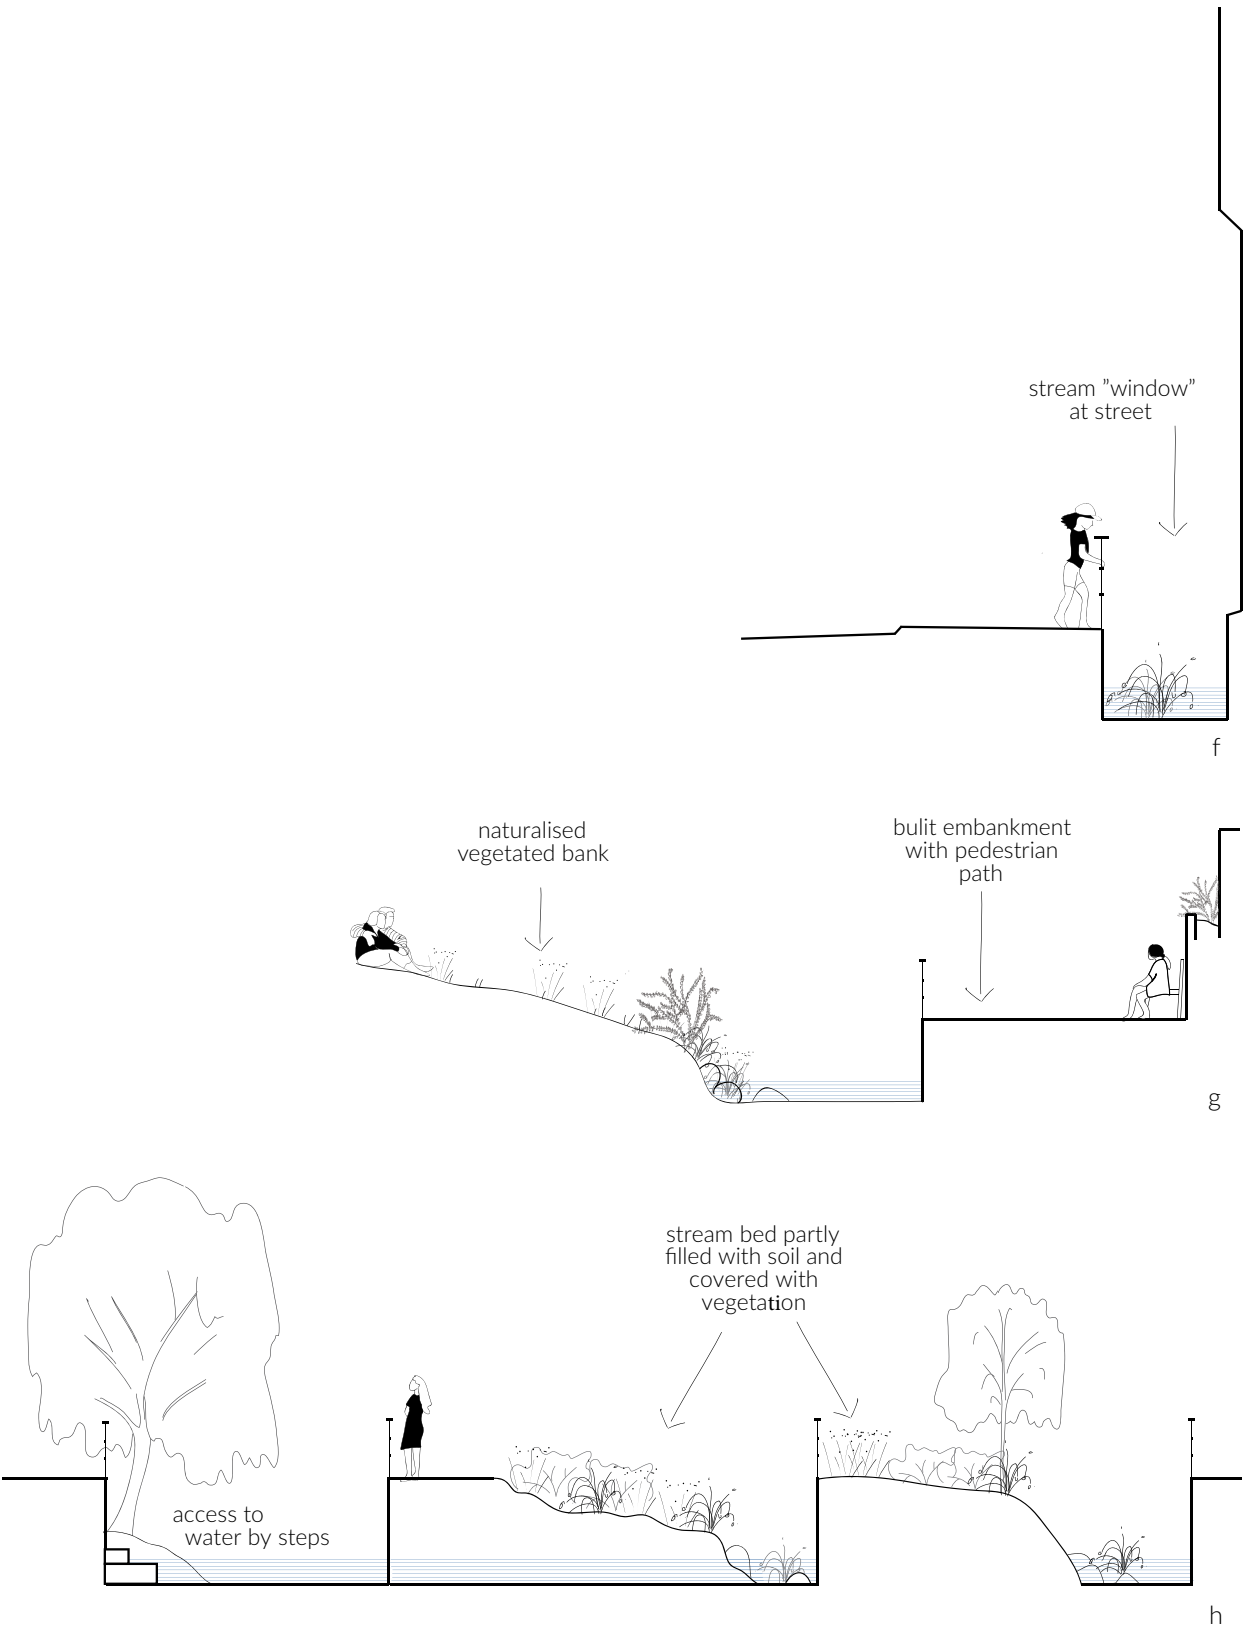 stream ”window”
at street
f
naturalised
vegetated bank
bulit embankment
with pedestrian
path
g
stream bed partly
filled with soil and
covered with
vegetation
access to
water by steps
h